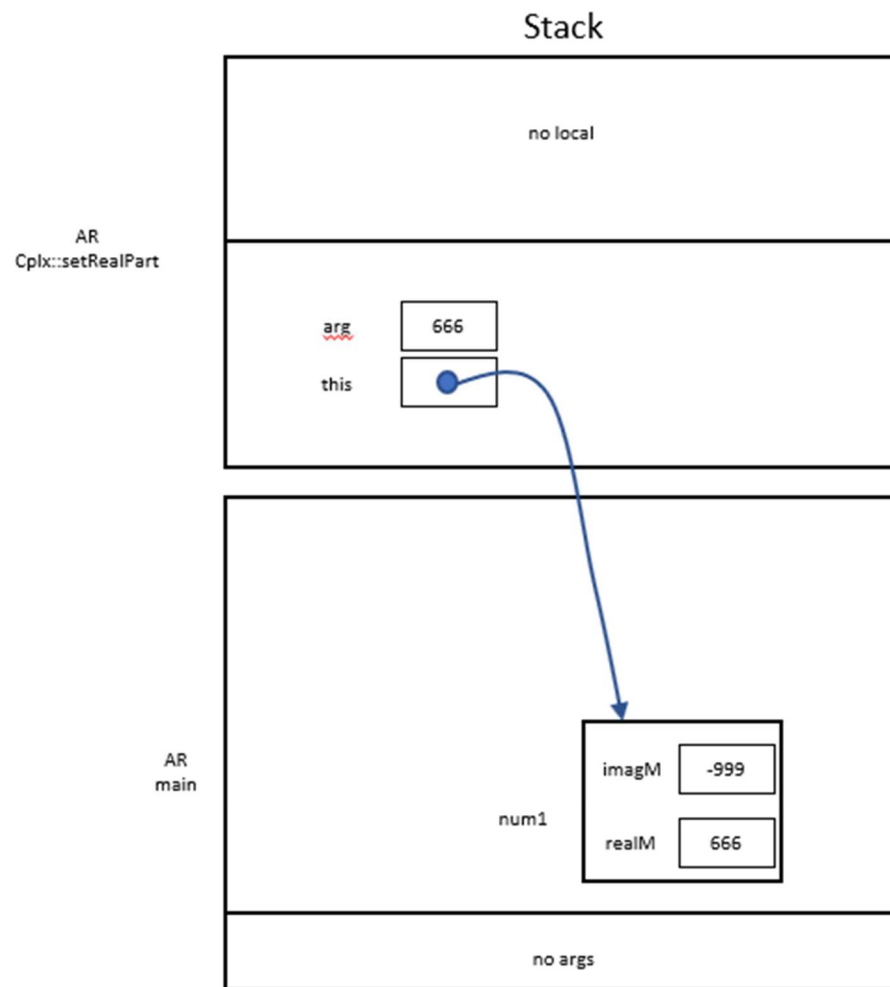 Stack
no local
AR
Cplx::setRealPart
arg 666
this
imagM -999
AR
main
num1
realM 666
no args